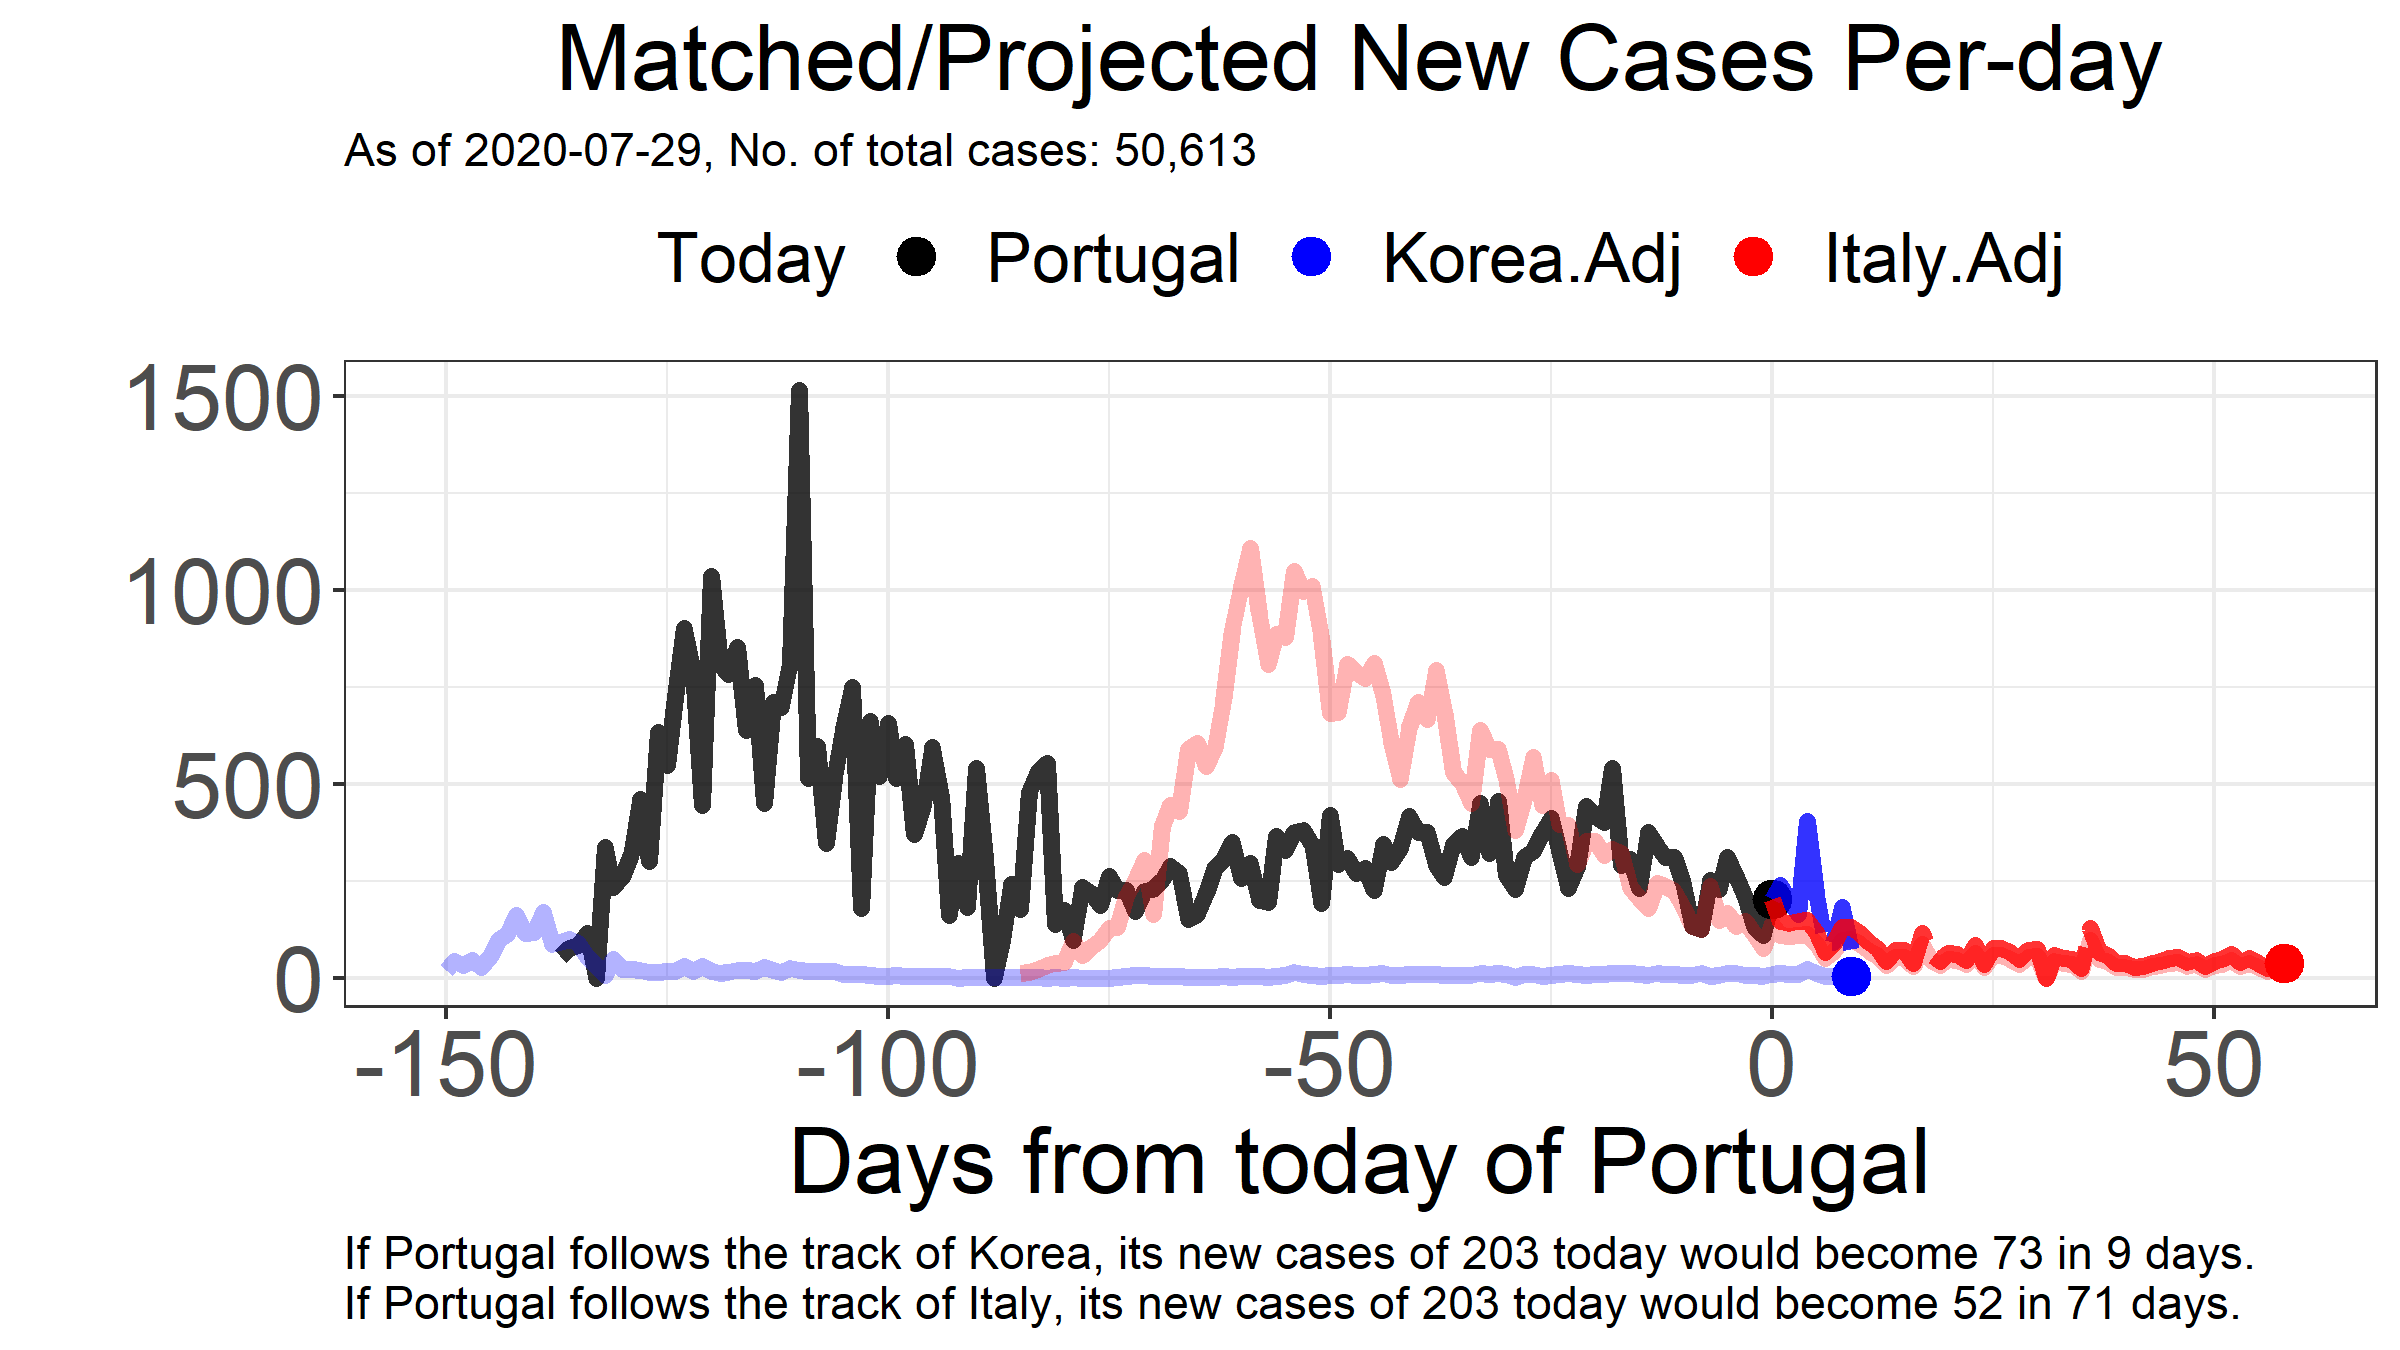 Matched/Projected New Cases Per-day
As of 2020-07-29, No. of total cases: 50,613
Today Portugal Korea.Adj Italy.Adj
1500
1000
500
0
-150 -100 -50 0 50
Days from today of Portugal
If Portugal follows the track of Korea, its new cases of 203 today would become 73 in 9 days.
If Portugal follows the track of Italy, its new cases of 203 today would become 52 in 71 days.